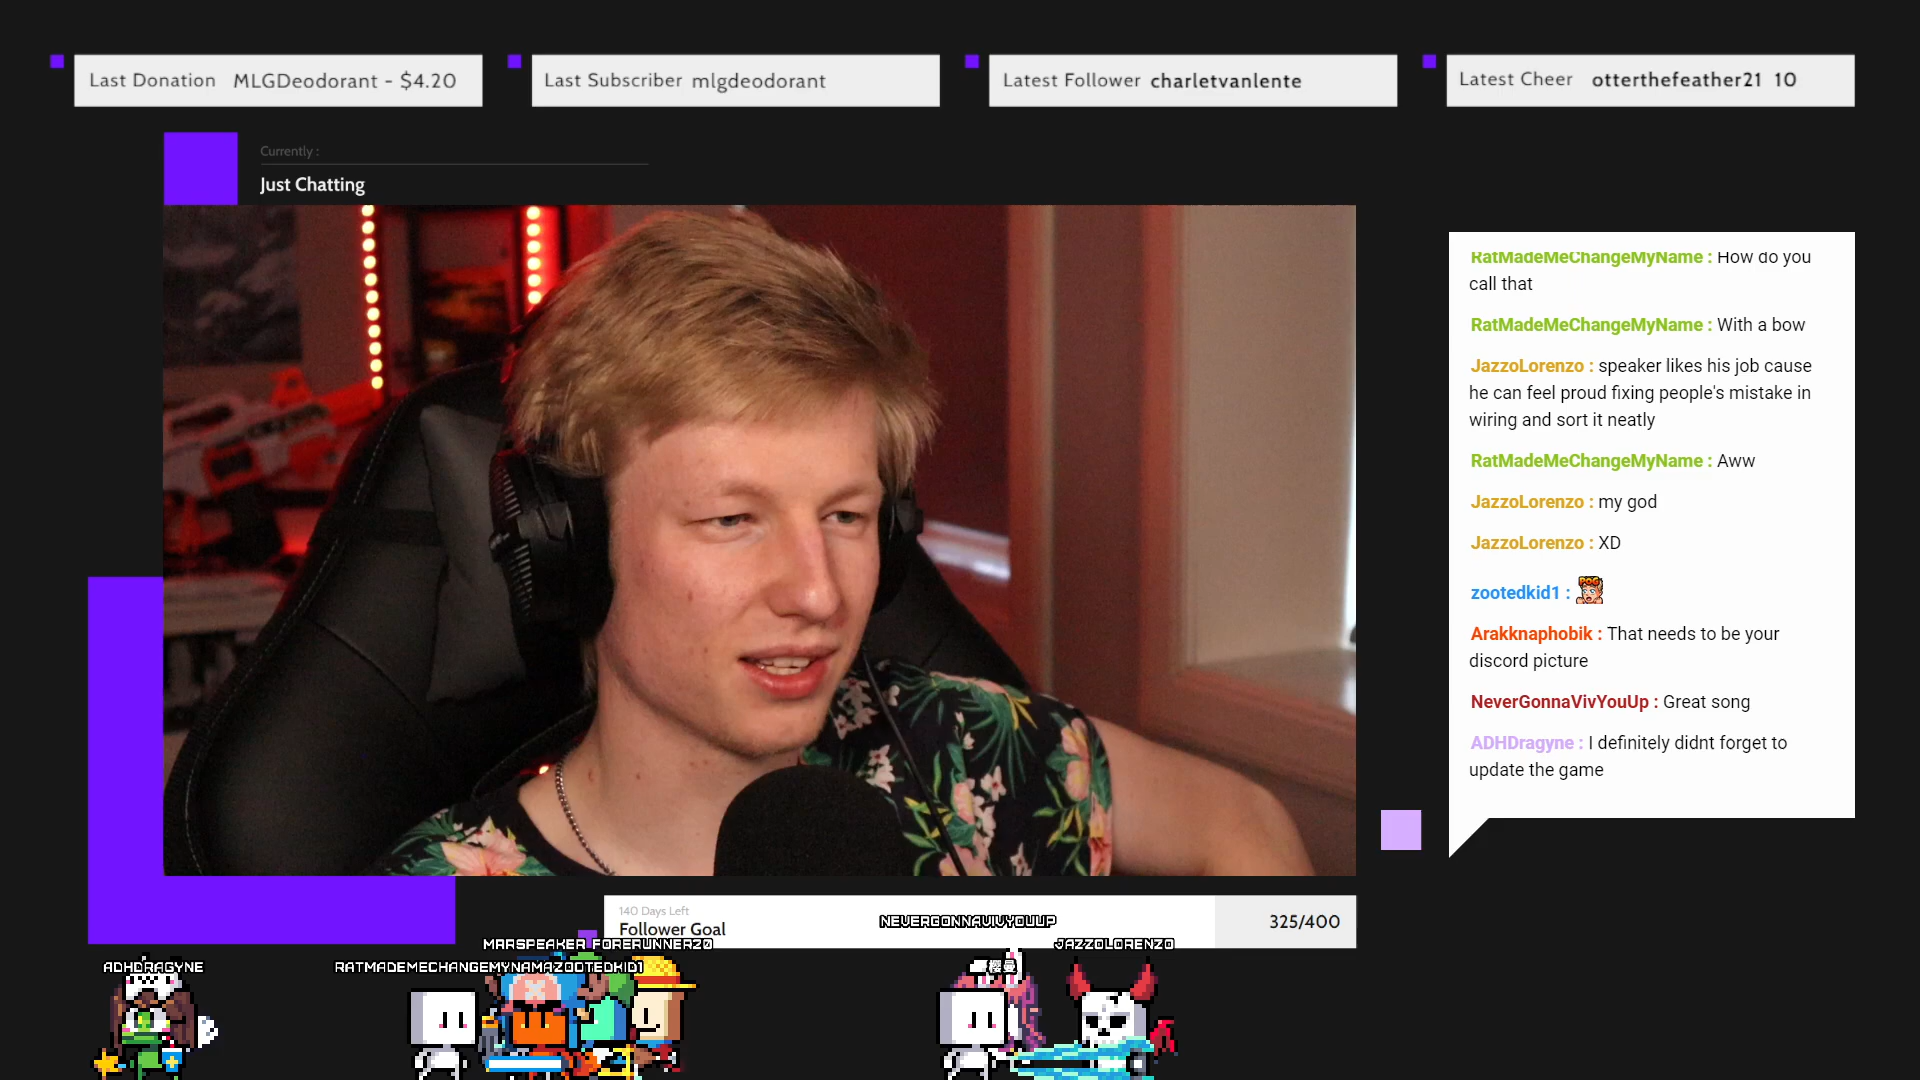 Last Donation MLGDeodorant - $4.20
Last Subscriber mlgdeodorant
Latest Follower charletvanlente
Latest Cheer otterthefeather21 10
Currently :
Just Chatting
RatMadeMeChangeMyName : How do you
call that
RatMadeMeChangeMyName : With a bow
JazzoLorenzo : speaker likes his job cause
he can feel proud fixing people's mistake in
wiring and sort it neatly
RatMadeMeChangeMyName : Aww
JazzoLorenzo : my god
JazzoLorenzo : XD
zootedkid1 :
POG
Arakknaphobik : That needs to be your
discord picture
NeverGonnaVivYouUp : Great song
ADHDragyne : I definitely didnt forget to
update the game
140 Days Left
Follower Goal
325/400
NEVERGONNAVIVYOUUP
MARSPEAKER FORERUNNER20
JAZZOLORENZO
ADHDRAGYNE
RATMADEMECHANGEMYNAMAZOOTEDKID1
樱曼